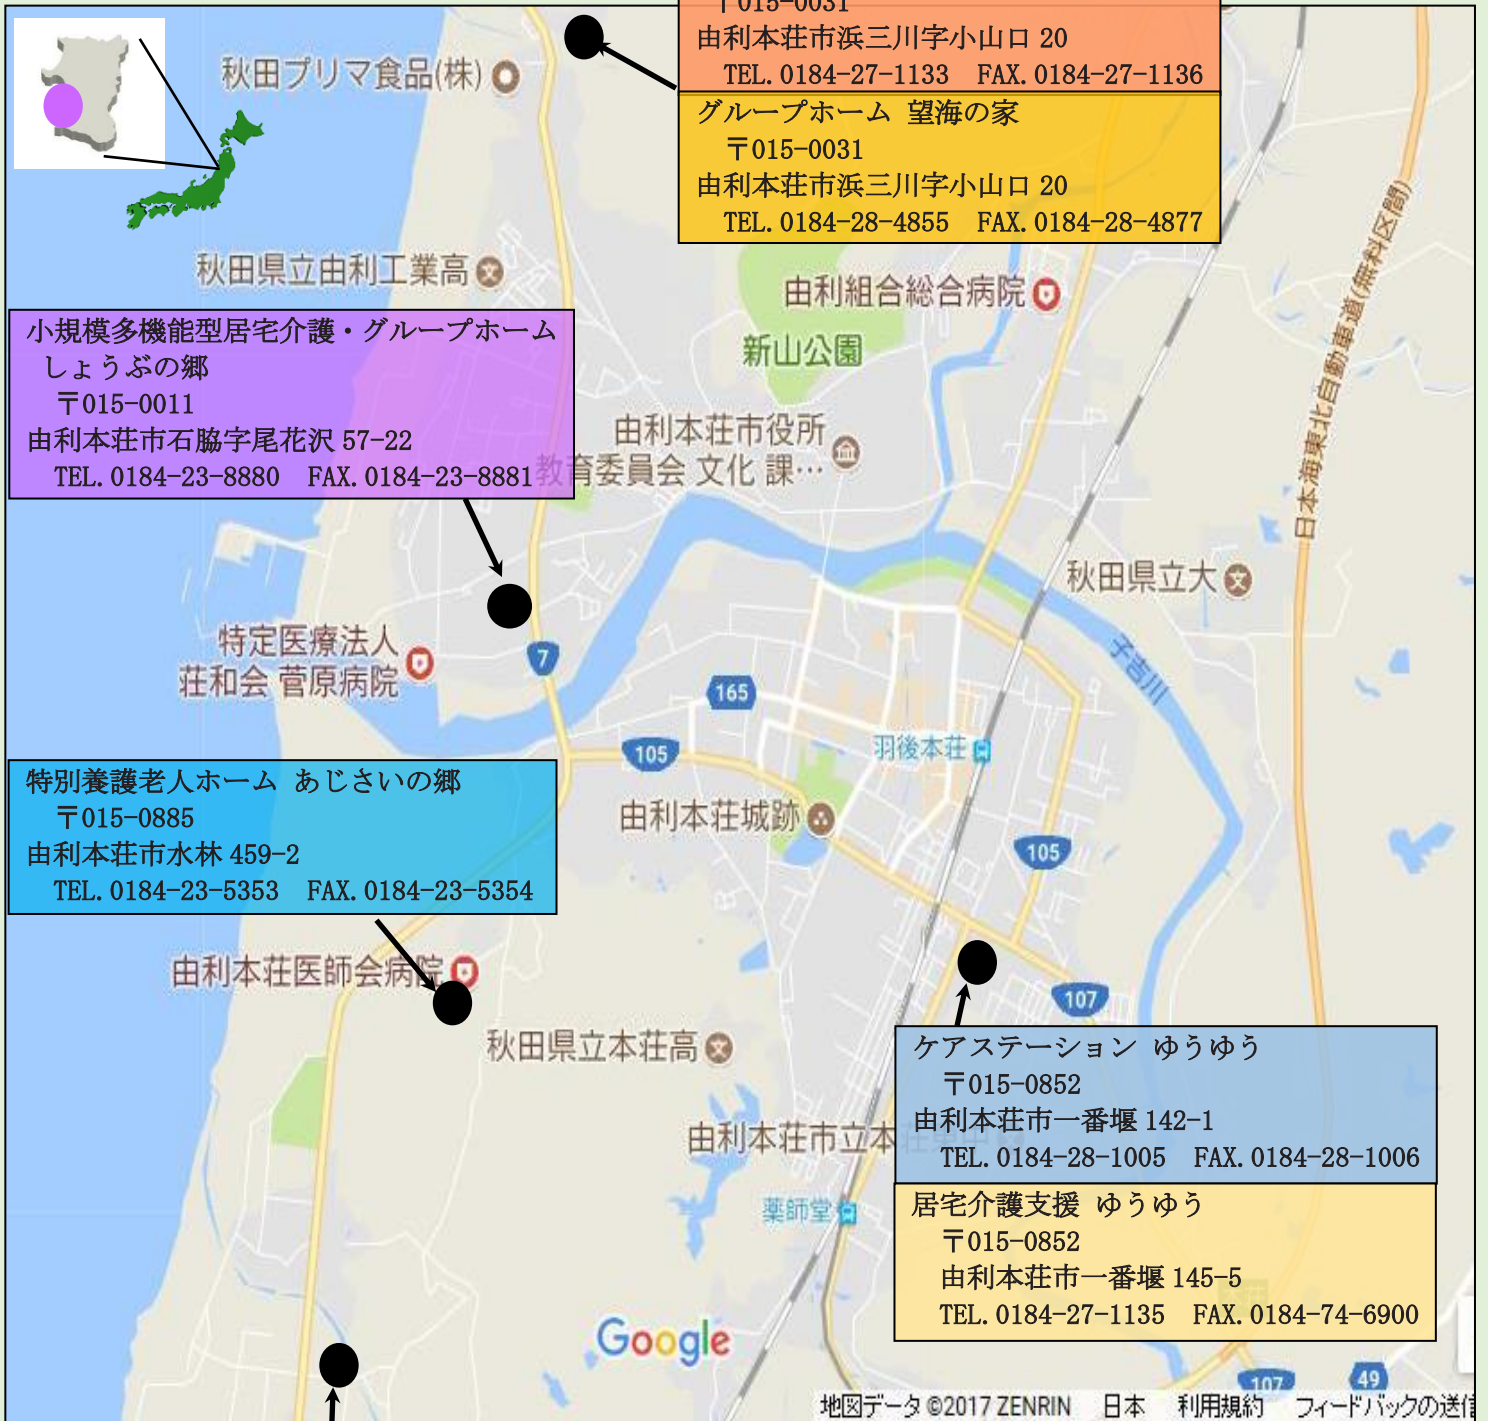 〒015-0031
由利本荘市浜三川字小山口 20
TEL. 0184-27-1133 FAX. 0184-27-1136
グループホーム 望海の家
〒015-0031
由利本荘市浜三川字小山口 20
TEL. 0184-28-4855 FAX. 0184-28-4877
秋田プリマ食品(株)
秋田県立由利工業高
由利組合総合病院
新山公園
日本海東北自動車道(無料区間)
小規模多機能型居宅介護・グループホーム
しょうぶの郷
〒015-0011
由利本荘市石脇字尾花沢 57-22
TEL. 0184-23-8880 FAX. 0184-23-8881
由利本荘市役所
教育委員会 文化 課…
秋田県立大
特定医療法人
荘和会 菅原病院
7
子吉川
165
105
羽後本荘
特別養護老人ホーム あじさいの郷
〒015-0885
由利本荘市水林 459-2
TEL. 0184-23-5353 FAX. 0184-23-5354
由利本荘城跡
105
由利本荘医師会病院
107
秋田県立本荘高
ケアステーション ゆうゆう
〒015-0852
由利本荘市一番堰 142-1
TEL. 0184-28-1005 FAX. 0184-28-1006
由利本荘市立本荘東中
薬師堂
居宅介護支援 ゆうゆう
〒015-0852
由利本荘市一番堰 145-5
TEL. 0184-27-1135 FAX. 0184-74-6900
Google
107
49
地図データ ©2017 ZENRIN 日本 利用規約 フィードバックの送信